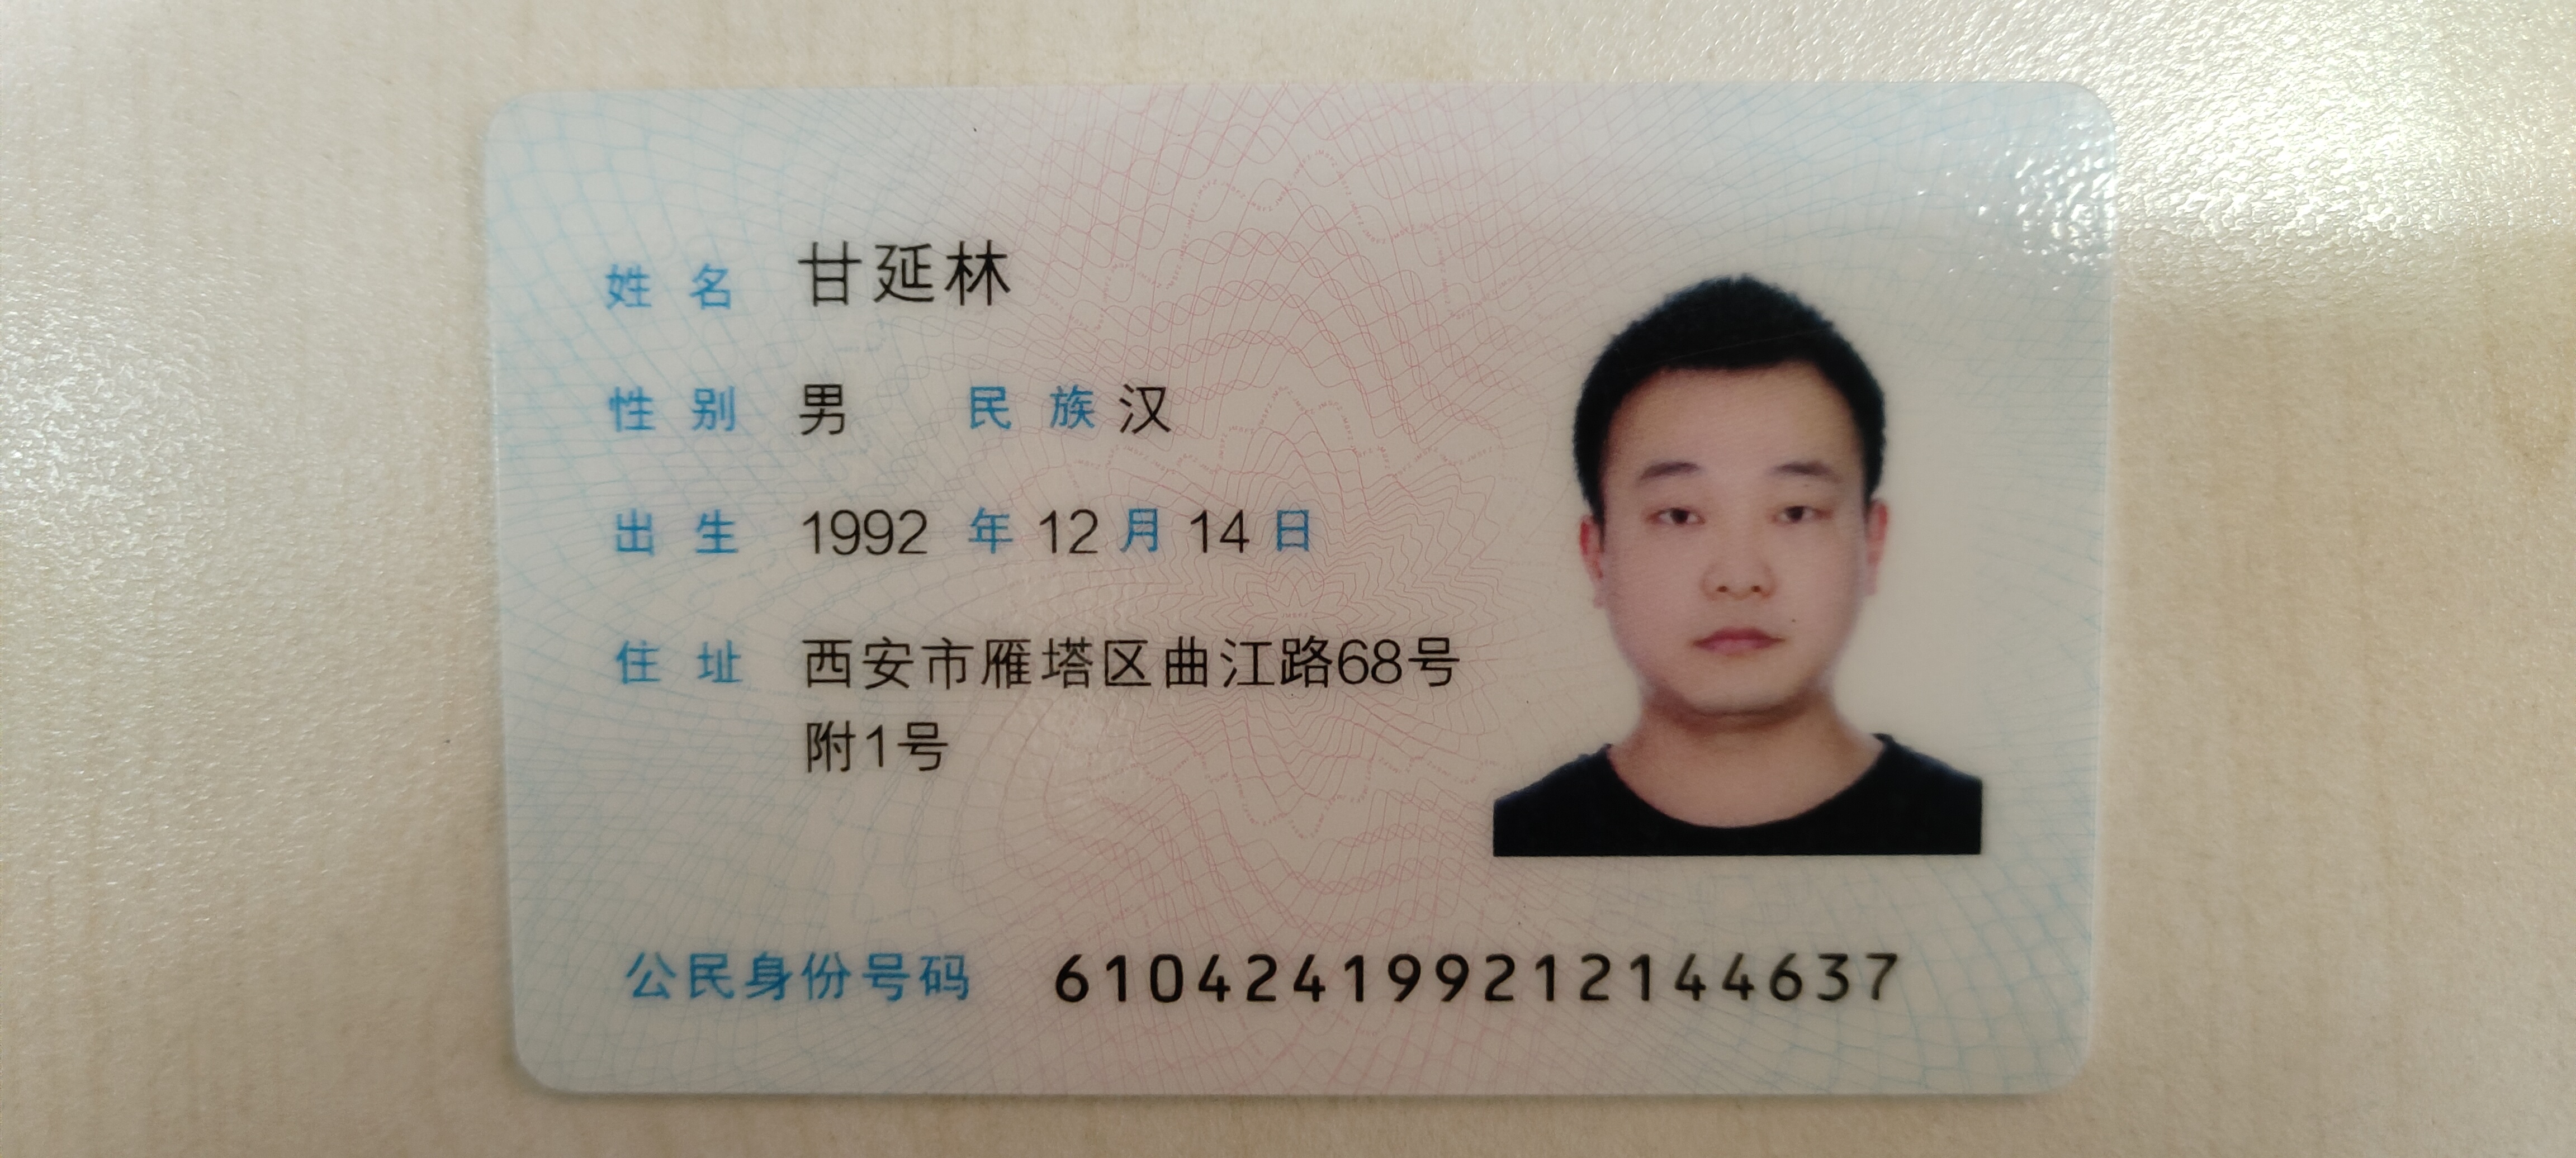 姓名 甘延林
性别 男 民族 汉
出生 1992 年 12 月 14 日
住址 西安市雁塔区曲江路68号
附1号
公民身份号码 610424199212144637